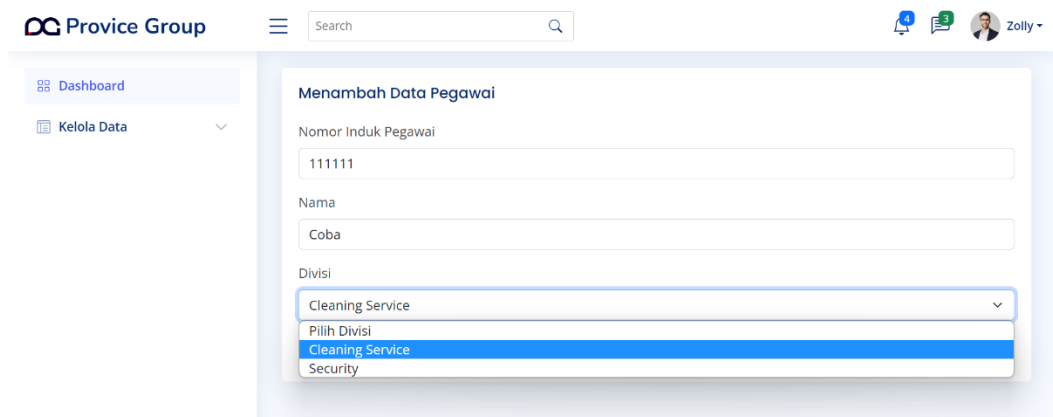 Provice Group
Search
4
3
Zolly
Dashboard
Kelola Data
Menambah Data Pegawai
Nomor Induk Pegawai
111111
Nama
Coba
Divisi
Cleaning Service
Pilih Divisi
Cleaning Service
Security